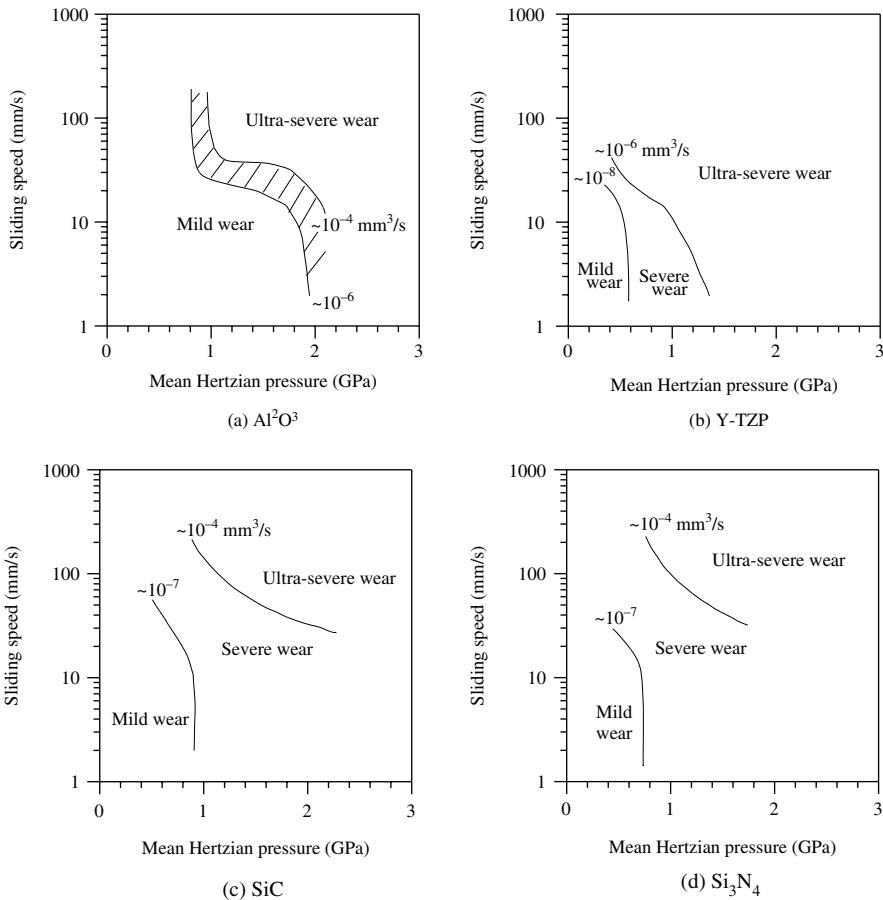 1000
100
10
1
Sliding speed (mm/s)
Ultra-severe wear
Mild wear
~10⁻⁴ mm³/s
~10⁻⁶
0 1 2 3
Mean Hertzian pressure (GPa)
(a) Al²O³
1000
100
10
1
Sliding speed (mm/s)
~10⁻⁶ mm³/s
~10⁻⁸
Ultra-severe wear
Mild
wear
Severe
wear
0 1 2 3
Mean Hertzian pressure (GPa)
(b) Y-TZP
1000
100
10
1
Sliding speed (mm/s)
~10⁻⁴ mm³/s
~10⁻⁷
Ultra-severe wear
Severe wear
Mild wear
0 1 2 3
Mean Hertzian pressure (GPa)
(c) SiC
1000
100
10
1
Sliding speed (mm/s)
~10⁻⁴ mm³/s
Ultra-severe wear
~10⁻⁷
Severe wear
Mild
wear
0 1 2 3
Mean Hertzian pressure (GPa)
(d) Si₃N₄